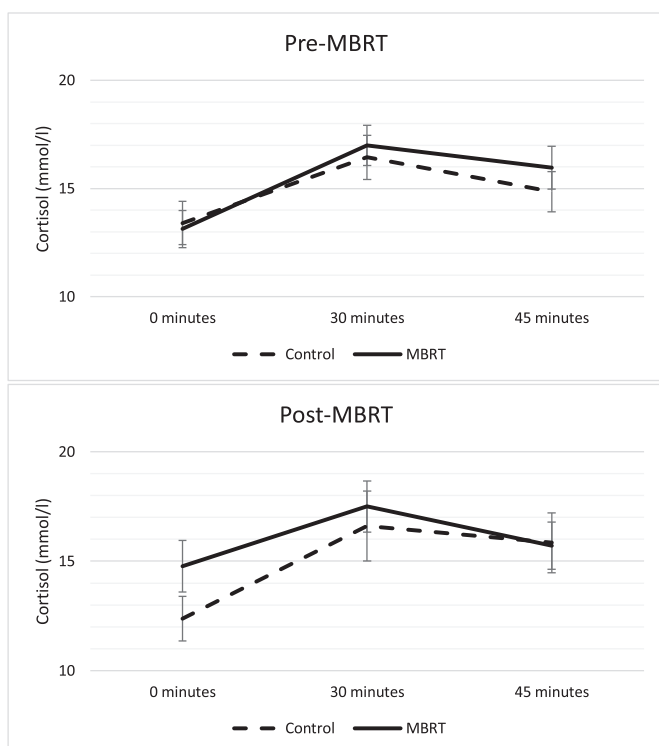 Pre-MBRT
20
15
10
Cortisol (mmol/l)
0 minutes 30 minutes 45 minutes
Control MBRT
Post-MBRT
20
15
10
Cortisol (mmol/l)
0 minutes 30 minutes 45 minutes
Control MBRT